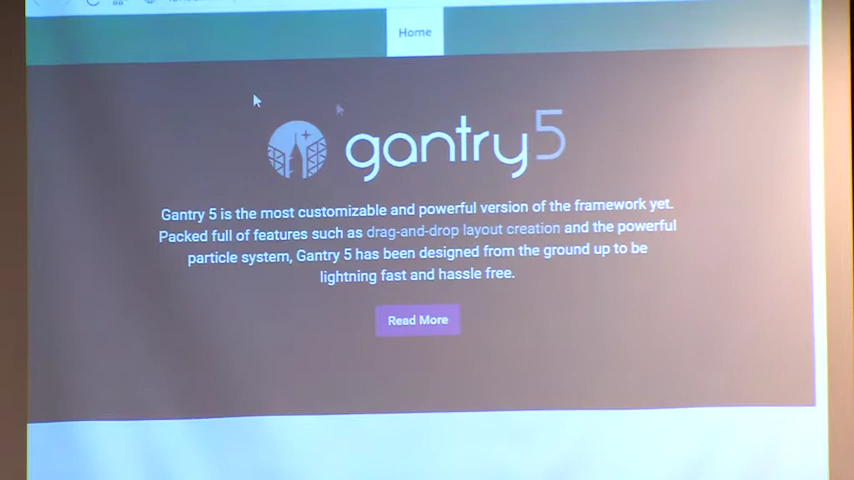 Home
gantry5
Gantry 5 is the most customizable and powerful version of the framework yet.
Packed full of features such as drag-and-drop layout creation and the powerful
particle system, Gantry 5 has been designed from the ground up to be
lightning fast and hassle free.
Read More